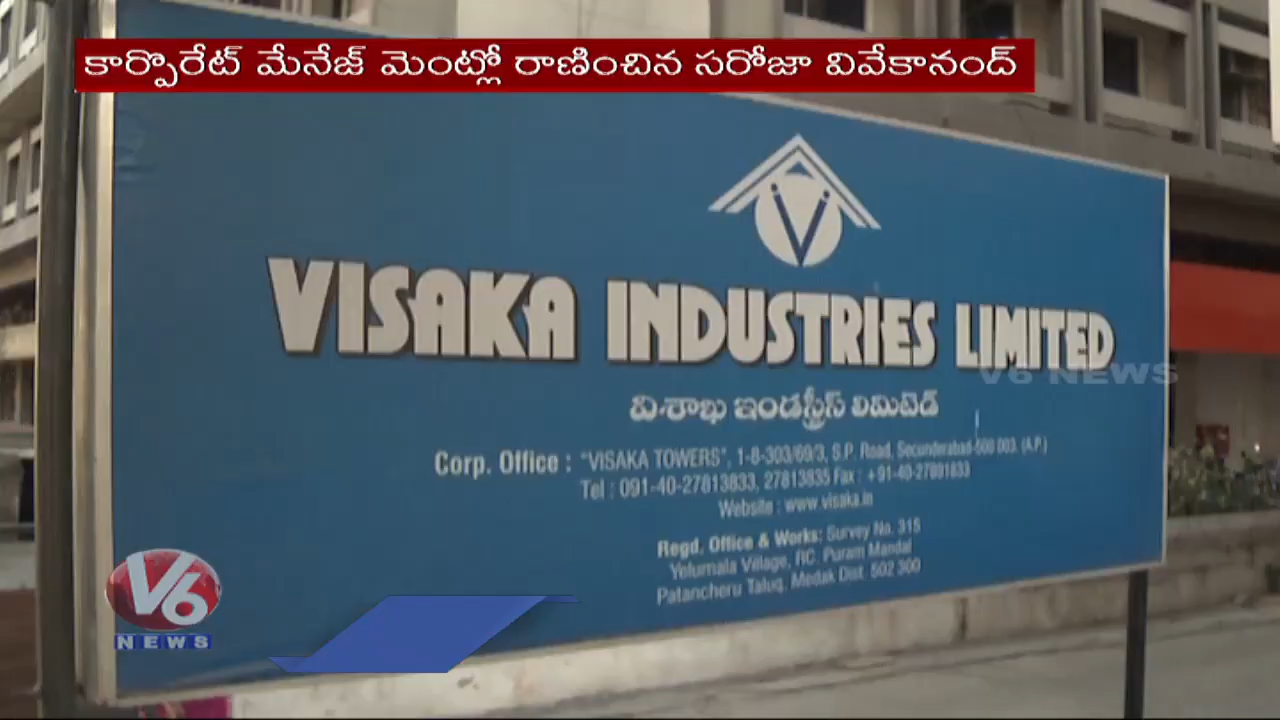 కార్పొరేట్ మేనేజ్ మెంట్లో రాణించిన సరోజా వివేకానంద్
V
VISAKA INDUSTRIES LIMITED
V6 NEWS
విశాఖ ఇండస్ట్రీస్ లిమిటెడ్
Corp. Office : "VISAKA TOWERS", 1-8-303/69/3, S.P. Road, Secunderabad-500 003. (A.P.)
Tel : 091-40-27813833, 27813835 Fax : +91-40-27891833
Website : www.visaka.in
Regd. Office & Works: Survey No. 315
Yelumala Village, RC. Puram Mandal
Patancheru Taluq, Medak Dist. 502 300
V6
NEWS